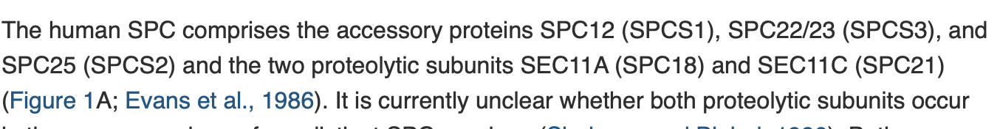 The human SPC comprises the accessory proteins SPC12 (SPCS1), SPC22/23 (SPCS3), and
SPC25 (SPCS2) and the two proteolytic subunits SEC11A (SPC18) and SEC11C (SPC21)
(Figure 1A; Evans et al., 1986). It is currently unclear whether both proteolytic subunits occur